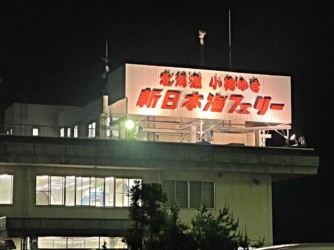 北海道 小樽ゆき
新日本海フェリー